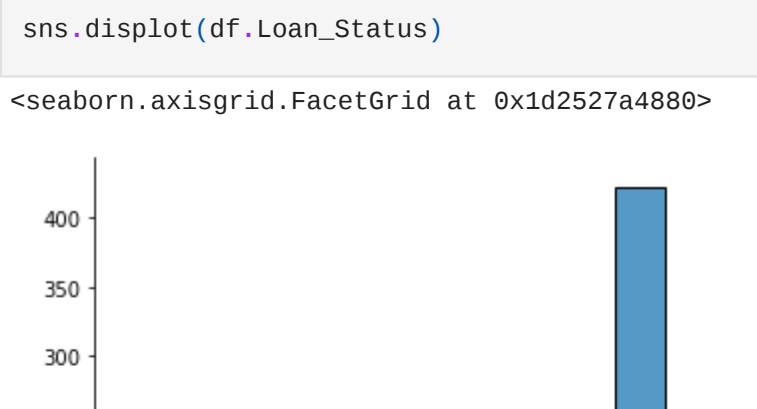 sns.displot(df.Loan_Status)
<seaborn.axisgrid.FacetGrid at 0x1d2527a4880>
400
350
300